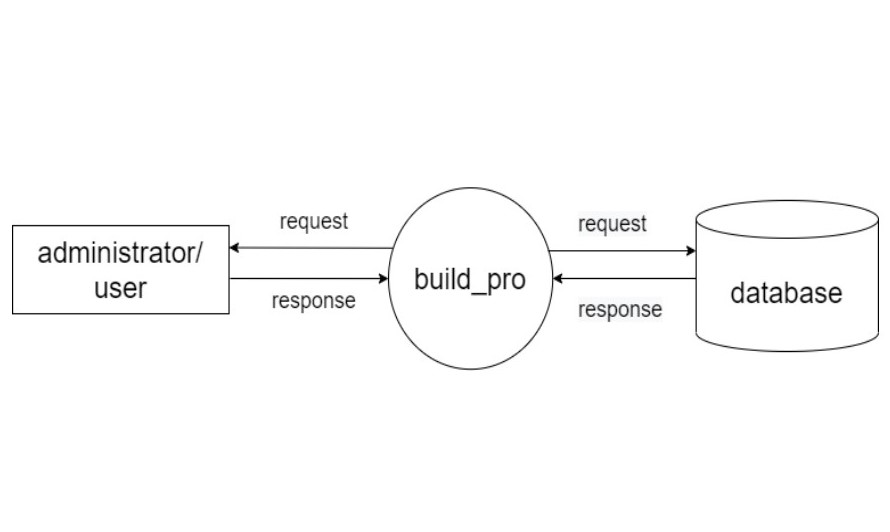 request
request
administrator/
user
build_pro
database
response
response